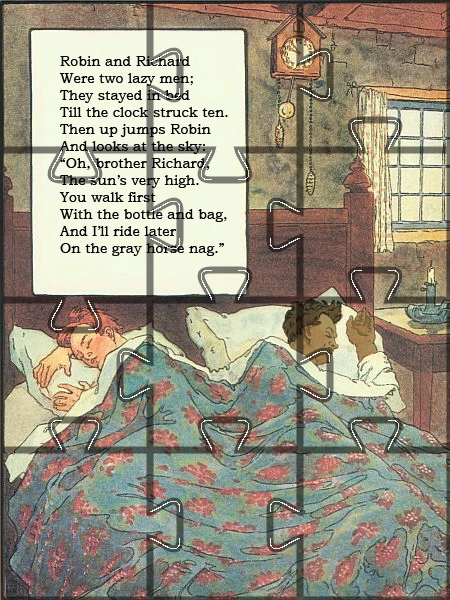 Robin and Richard
Were two lazy men;
They stayed in bed
Till the clock struck ten.
Then up jumps Robin
And looks at the sky:
“Oh, brother Richard,
The sun’s very high.
You walk first
With the bottle and bag,
And I’ll ride later
On the gray horse nag.”